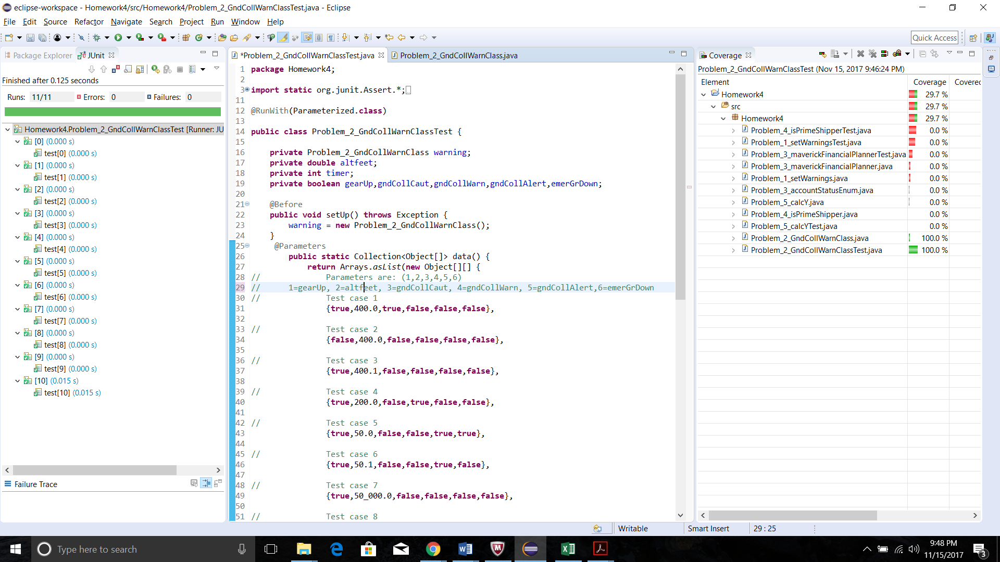 eclipse-workspace - Homework4/src/Homework4/Problem_2_GndCollWarnClassTest.java - Eclipse
File Edit Source Refactor Navigate Search Project Run Window Help
Quick Access
Package Explorer JUnit
Finished after 0.125 seconds
Runs: 11/11 Errors: 0 Failures: 0
Homework4.Problem_2_GndCollWarnClassTest [Runner: JU
[0] (0.000 s)
test[0] (0.000 s)
[1] (0.000 s)
test[1] (0.000 s)
[2] (0.000 s)
test[2] (0.000 s)
[3] (0.000 s)
test[3] (0.000 s)
[4] (0.000 s)
test[4] (0.000 s)
[5] (0.000 s)
test[5] (0.000 s)
[6] (0.000 s)
test[6] (0.000 s)
[7] (0.000 s)
test[7] (0.000 s)
[8] (0.000 s)
test[8] (0.000 s)
[9] (0.000 s)
test[9] (0.000 s)
[10] (0.015 s)
test[10] (0.015 s)
Failure Trace
*Problem_2_GndCollWarnClassTest.java Problem_2_GndCollWarnClass.java
1 package Homework4;
2
3 import static org.junit.Assert.*;
11
12 @RunWith(Parameterized.class)
13
14 public class Problem_2_GndCollWarnClassTest {
15
16 private Problem_2_GndCollWarnClass warning;
17 private double altfeet;
18 private int timer;
19 private boolean gearUp,gndCollCaut,gndCollWarn,gndCollAlert,emerGrDown;
20
21 @Before
22 public void setUp() throws Exception {
23 warning = new Problem_2_GndCollWarnClass();
24 }
25 @Parameters
26 public static Collection<Object[]> data() {
27 return Arrays.asList(new Object[][] {
28 // Parameters are: (1,2,3,4,5,6)
29 // 1=gearUp, 2=altfeet, 3=gndCollCaut, 4=gndCollWarn, 5=gndCollAlert,6=emerGrDown
30 // Test case 1
31 {true,400.0,true,false,false,false},
32
33 // Test case 2
34 {false,400.0,false,false,false,false},
35
36 // Test case 3
37 {true,400.1,false,false,false,false},
38
39 // Test case 4
40 {true,200.0,false,true,false,false},
41
42 // Test case 5
43 {true,50.0,false,false,true,true},
44
45 // Test case 6
46 {true,50.1,false,false,true,false},
47
48 // Test case 7
49 {true,50_000.0,false,false,false,false},
50
51 // Test case 8
Coverage
Problem_2_GndCollWarnClassTest (Nov 15, 2017 9:46:24 PM)
Element Coverage Covered
Homework4 29.7 %
src 29.7 %
Homework4 29.7 %
Problem_4_isPrimeShipperTest.java 0.0 %
Problem_1_setWarningsTest.java 0.0 %
Problem_3_maverickFinancialPlannerTest.java 0.0 %
Problem_3_maverickFinancialPlanner.java 0.0 %
Problem_1_setWarnings.java 0.0 %
Problem_3_accountStatusEnum.java 0.0 %
Problem_5_calcY.java 0.0 %
Problem_4_isPrimeShipper.java 0.0 %
Problem_5_calcYTest.java 0.0 %
Problem_2_GndCollWarnClass.java 100.0 %
Problem_2_GndCollWarnClassTest.java 100.0 %
Writable Smart Insert 29 : 25
Type here to search
9:48 PM
11/15/2017
3